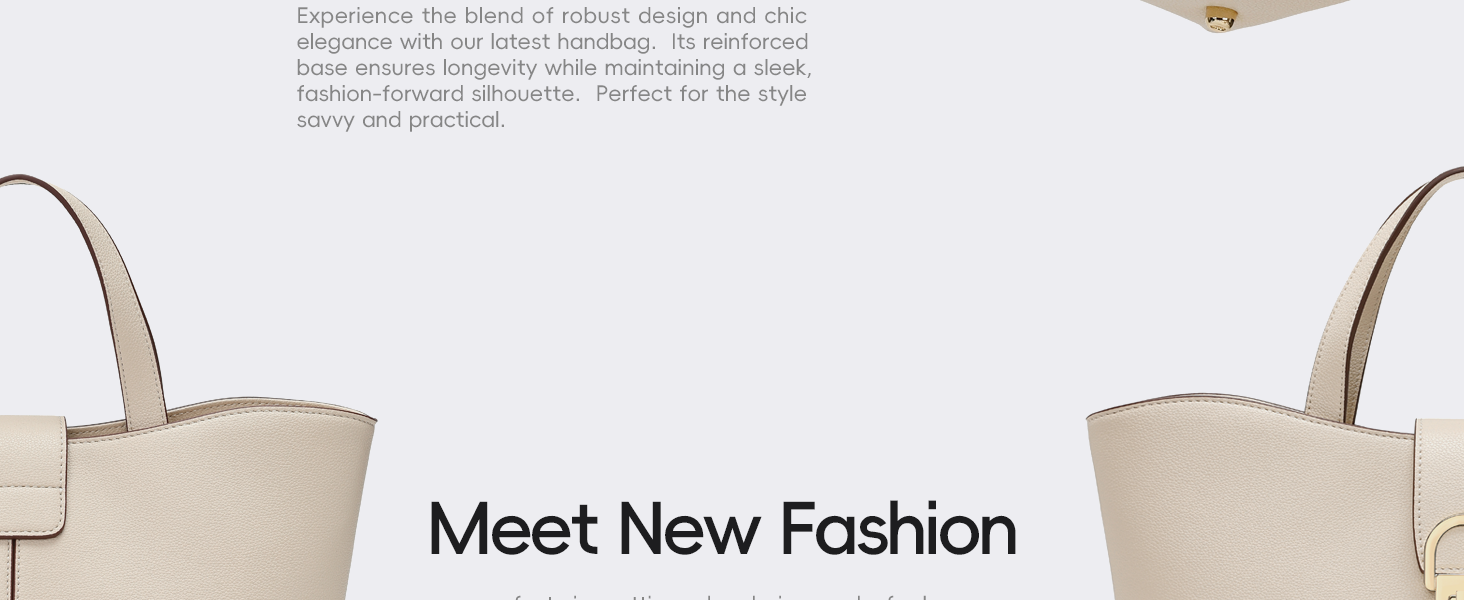 Experience the blend of robust design and chic
elegance with our latest handbag.  Its reinforced
base ensures longevity while maintaining a sleek,
fashion-forward silhouette.  Perfect for the style
savvy and practical.
Meet New Fashion